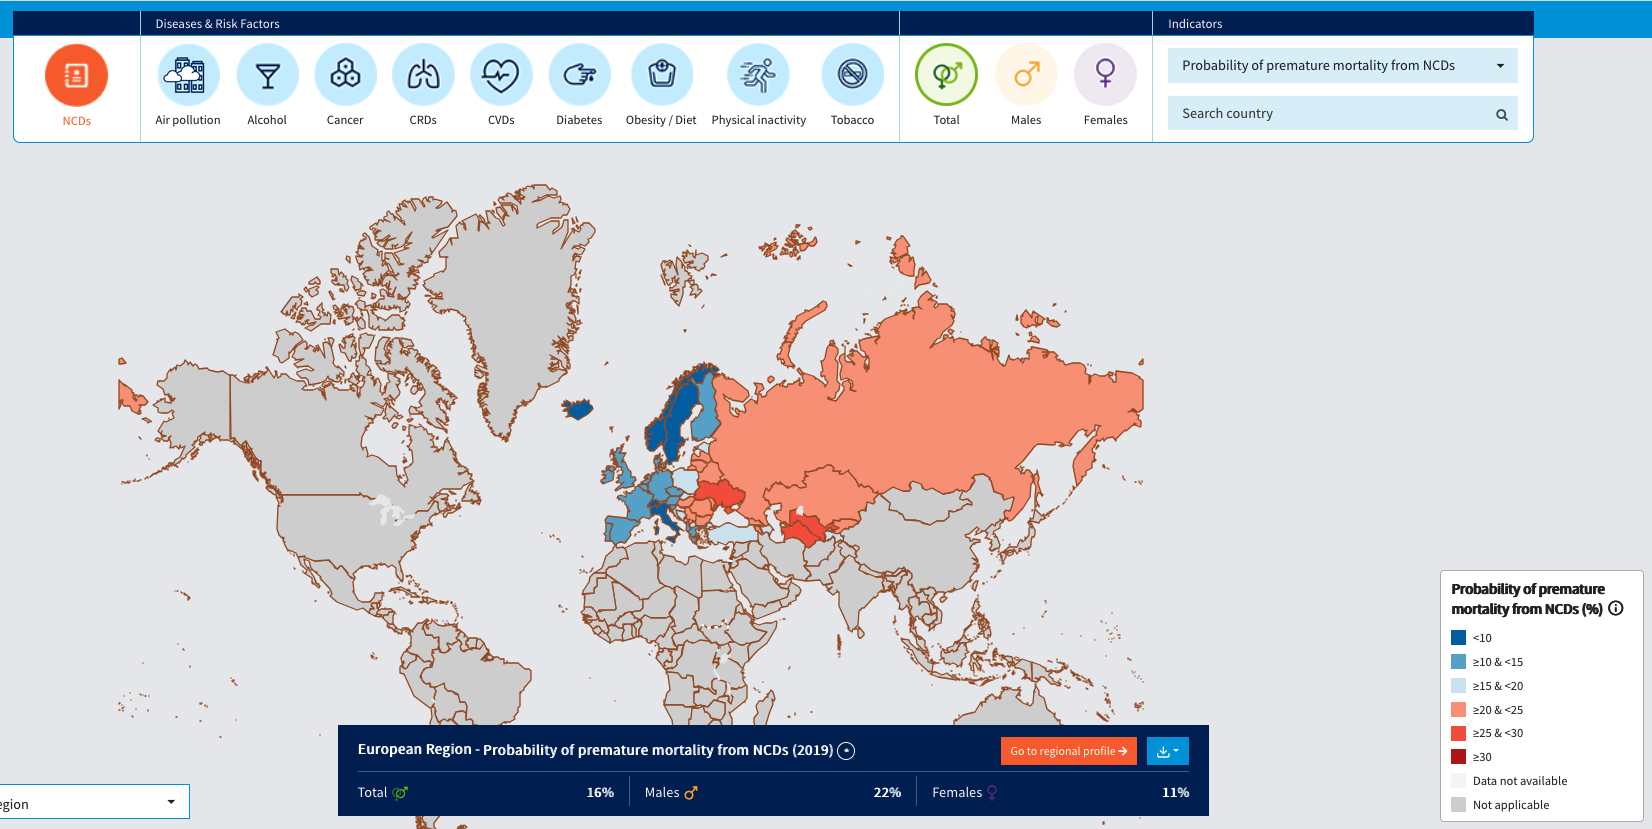 Diseases & Risk Factors
Indicators
NCDs
Air pollution
Alcohol
Cancer
CRDs
CVDs
Diabetes
Obesity / Diet
Physical inactivity
Tobacco
Total
Males
Females
Probability of premature mortality from NCDs
Search country
Probability of premature
mortality from NCDs (%)
<10
≥10 & <15
≥15 & <20
≥20 & <25
≥25 & <30
≥30
Data not available
Not applicable
European Region - Probability of premature mortality from NCDs (2019)
Go to regional profile
Total 16%
Males 22%
Females 11%
egion